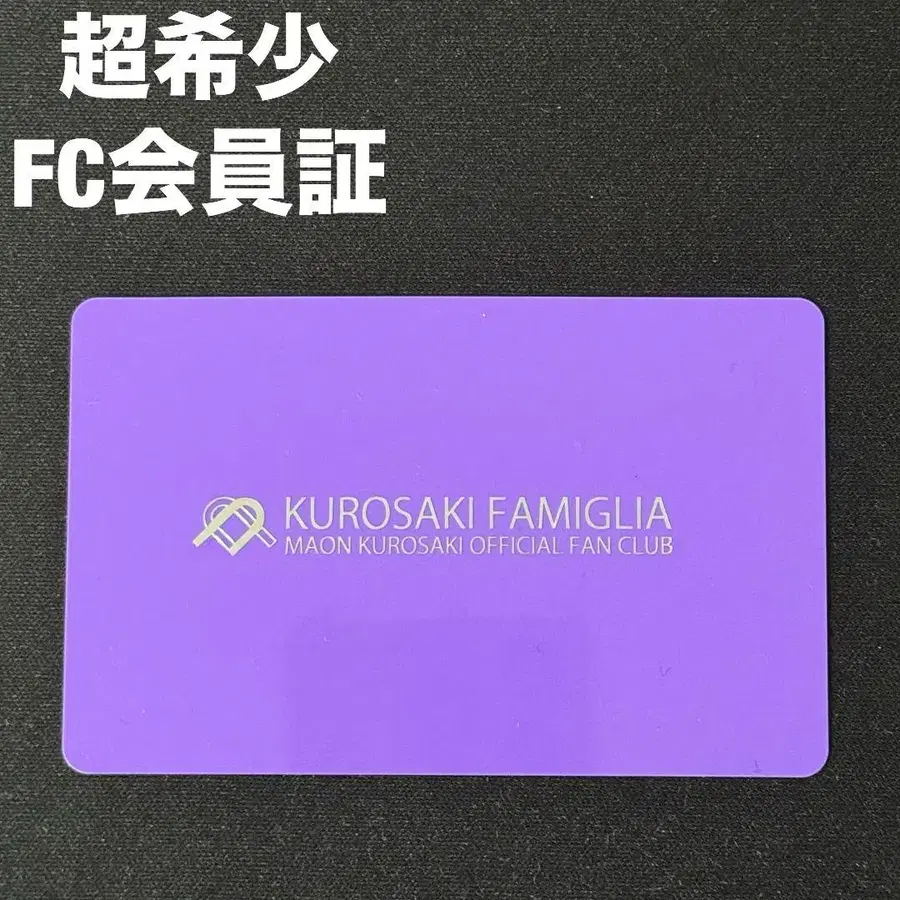 超希少
FC会員証
KUROSAKI FAMIGLIA
MAON KUROSAKI OFFICIAL FAN CLUB